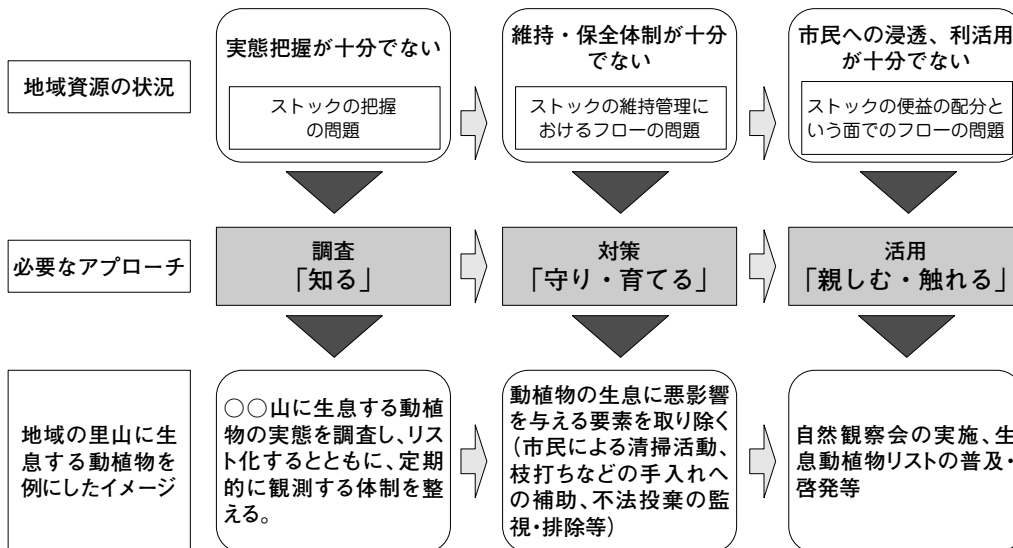 地域資源の状況
実態把握が十分でない
ストックの把握
の問題
維持・保全体制が十分
でない
ストックの維持管理に
おけるフローの問題
市民への浸透、利活用
が十分でない
ストックの便益の配分と
いう面でのフローの問題
必要なアプローチ
調査
「知る」
対策
「守り・育てる」
活用
「親しむ・触れる」
地域の里山に生
息する動植物を
例にしたイメージ
○○山に生息する動植
物の実態を調査し、リス
ト化するとともに、定期
的に観測する体制を整
える。
動植物の生息に悪影響
を与える要素を取り除く
(市民による清掃活動、
枝打ちなどの手入れへ
の補助、不法投棄の監
視・排除等)
自然観察会の実施、生
息動植物リストの普及・
啓発等